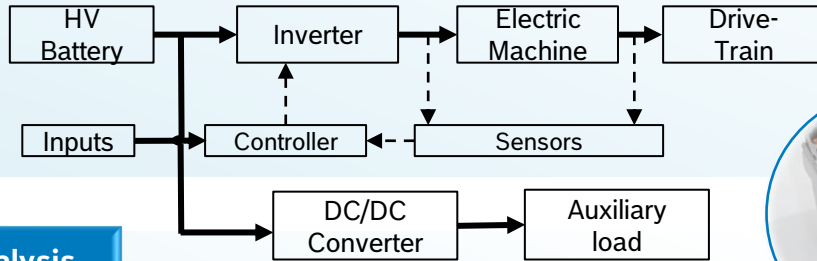 HV
Battery
Inverter
Electric
Machine
Drive-
Train
Inputs
Controller
Sensors
DC/DC
Converter
Auxiliary
load